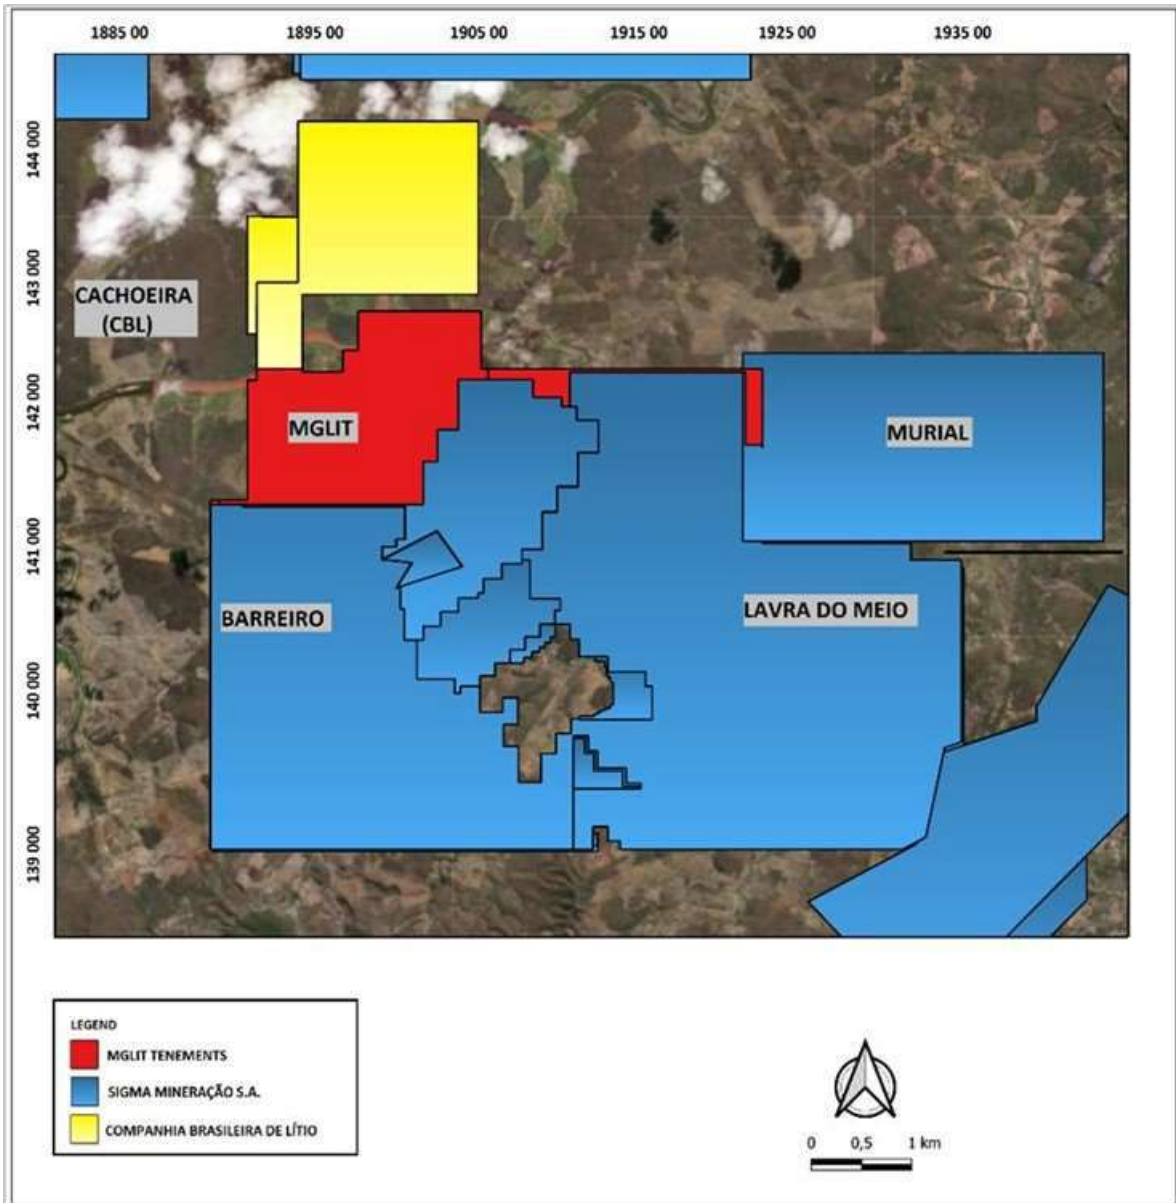 1885 00 1895 00 1905 00 1915 00 1925 00 1935 00
144 000
143 000
CACHOEIRA
(CBL)
142 000
MGLIT
MURIAL
141 000
BARREIRO
LAVRA DO MEIO
140 000
139 000
LEGEND
MGLIT TENEMENTS
SIGMA MINERAÇÃO S.A.
COMPANHIA BRASILEIRA DE LÍTIO
0 0,5 1 km